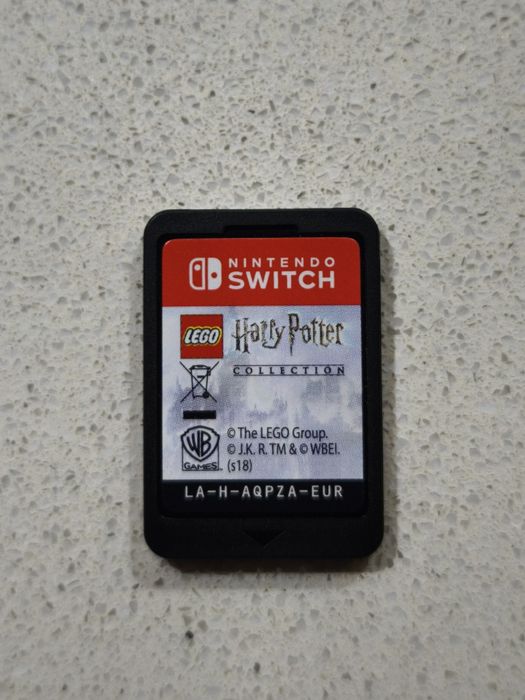 NINTENDO
SWITCH
LEGO
Harry Potter
COLLECTION
WB
GAMES
© The LEGO Group.
© J.K. R. TM & © WBEI.
(s18)
LA-H-AQPZA-EUR